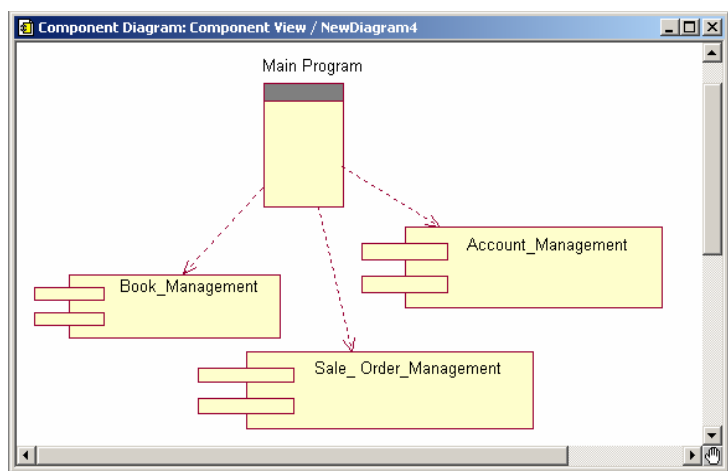 Component Diagram: Component View / NewDiagram4
Main Program
Account_Management
Book_Management
Sale_ Order_Management